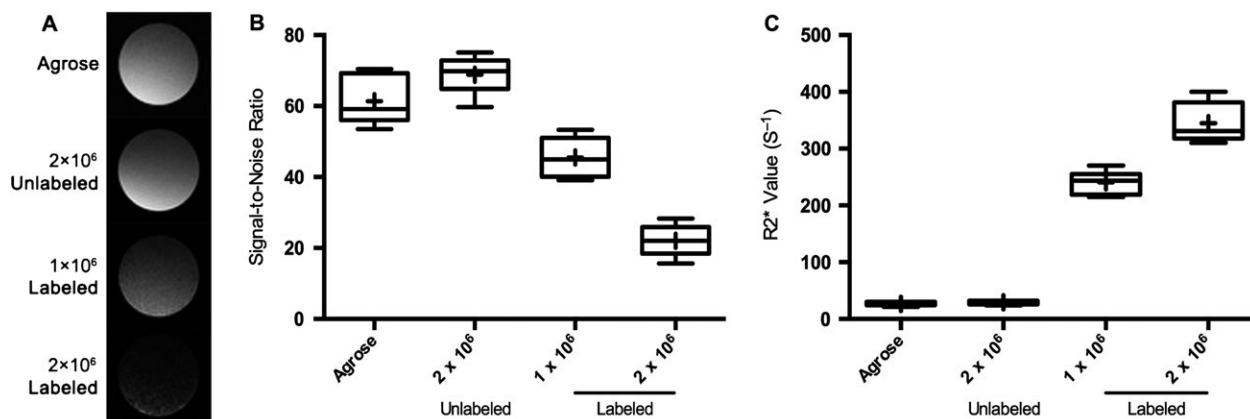 A
Agrose
2×10⁶
Unlabeled
1×10⁶
Labeled
2×10⁶
Labeled
B
Signal-to-Noise Ratio
80
60
40
20
0
Agrose
2 x 10⁶
1 x 10⁶
2 x 10⁶
Unlabeled
Labeled
C
R2* Value (S⁻¹)
500
400
300
200
100
0
Agrose
2 x 10⁶
1 x 10⁶
2 x 10⁶
Unlabeled
Labeled